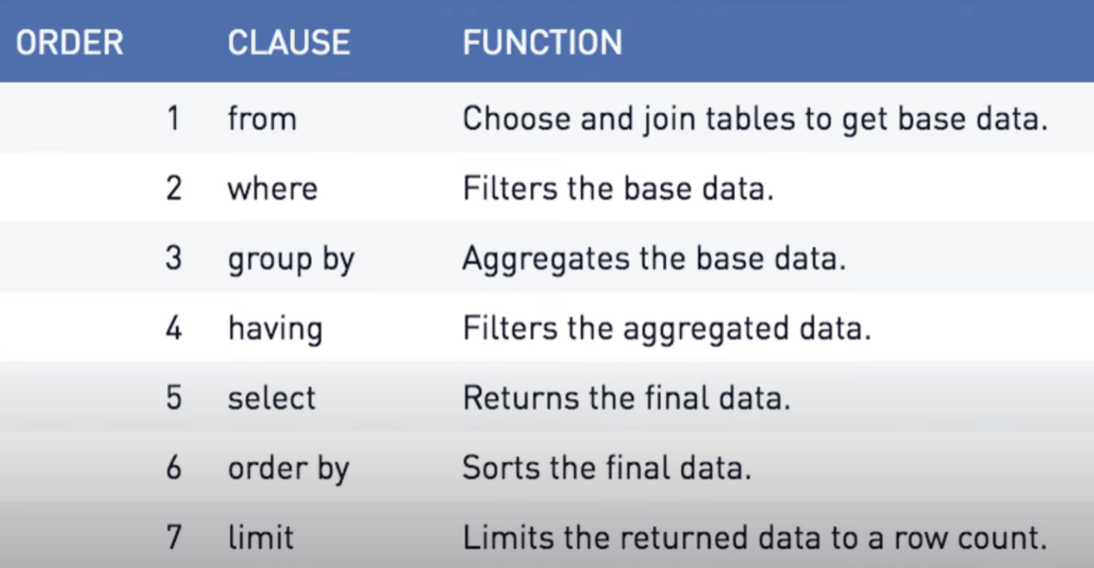 ORDER CLAUSE FUNCTION
1 from Choose and join tables to get base data.
2 where Filters the base data.
3 group by Aggregates the base data.
4 having Filters the aggregated data.
5 select Returns the final data.
6 order by Sorts the final data.
7 limit Limits the returned data to a row count.